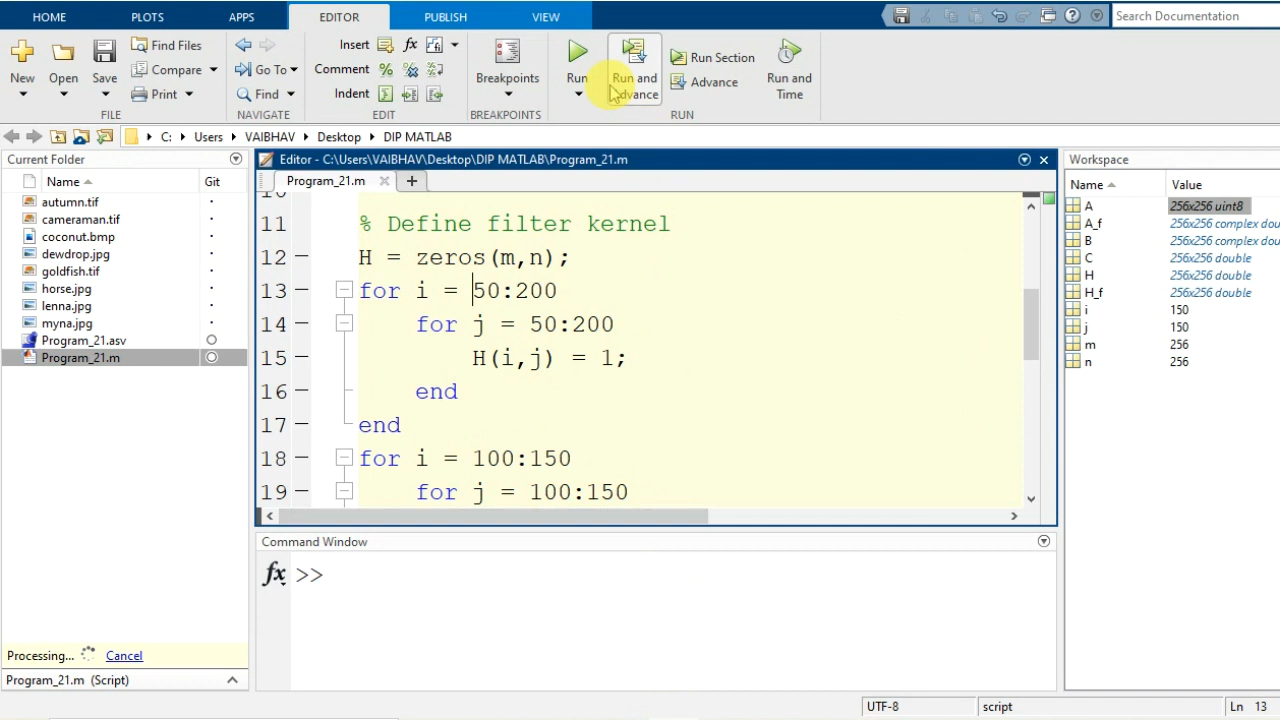 HOME PLOTS APPS EDITOR PUBLISH VIEW Search Documentation
New Open Save Find Files Compare Print FILE
Go To Find NAVIGATE
Insert fx
Comment %
Indent
EDIT
Breakpoints BREAKPOINTS
Run Run and Advance Run Section Advance Run and Time RUN
C: Users VAIBHAV Desktop DIP MATLAB
Current Folder
Name Git
autumn.tif
cameraman.tif
coconut.bmp
dewdrop.jpg
goldfish.tif
horse.jpg
lenna.jpg
myna.jpg
Program_21.asv
Program_21.m
Processing... Cancel
Program_21.m (Script)
Editor - C:\Users\VAIBHAV\Desktop\DIP MATLAB\Program_21.m
Program_21.m +
11 % Define filter kernel
12 H = zeros(m,n);
13 for i = 50:200
14 for j = 50:200
15 H(i,j) = 1;
16 end
17 end
18 for i = 100:150
19 for j = 100:150
Command Window
fx >>
Workspace
Name Value
A 256x256 uint8
A_f 256x256 complex dou
B 256x256 complex dou
C 256x256 double
H 256x256 double
H_f 256x256 complex dou
i 150
j 150
m 256
n 256
UTF-8 script Ln 13